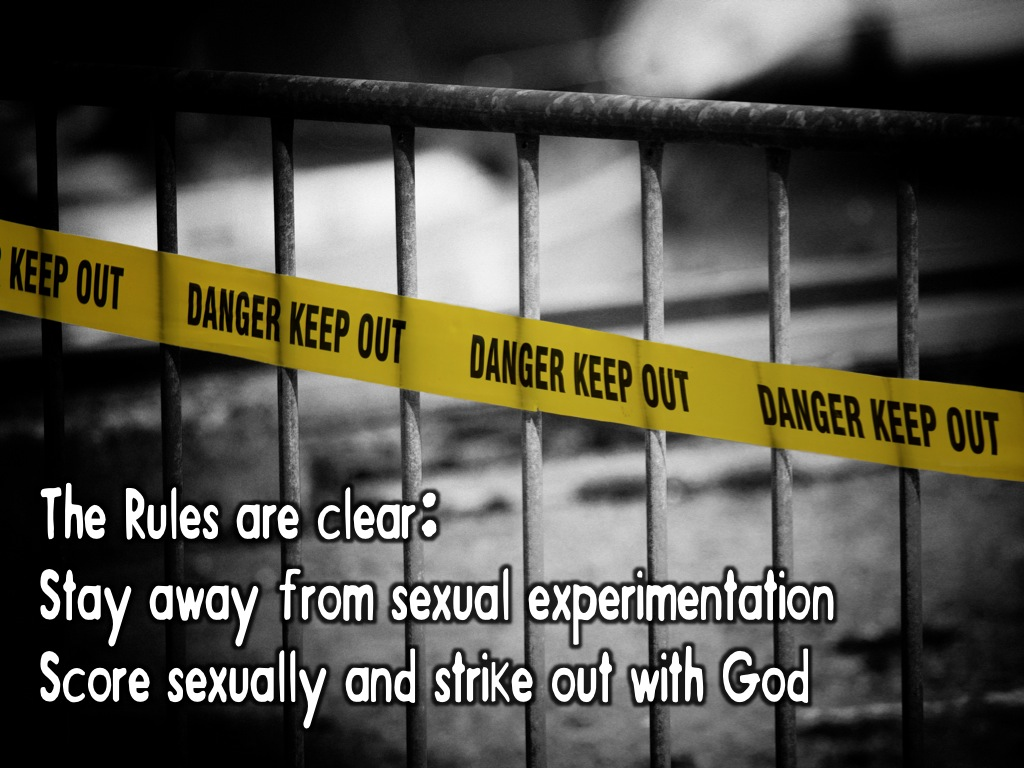 KEEP OUT DANGER KEEP OUT DANGER KEEP OUT DANGER KEEP OUT
The Rules are clear:
Stay away from sexual experimentation
Score sexually and strike out with God